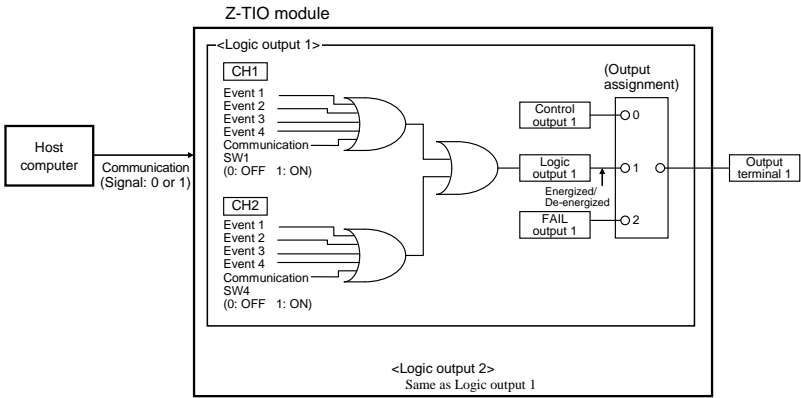 Z-TIO module
<Logic output 1>
CH1
Event 1
Event 2
Event 3
Event 4
Communication
SW1
(0: OFF 1: ON)
CH2
Event 1
Event 2
Event 3
Event 4
Communication
SW4
(0: OFF 1: ON)
Host
computer
Communication
(Signal: 0 or 1)
(Output
assignment)
Control
output 1
0
Logic
output 1
1
Energized/
De-energized
FAIL
output 1
2
Output
terminal 1
<Logic output 2>
Same as Logic output 1